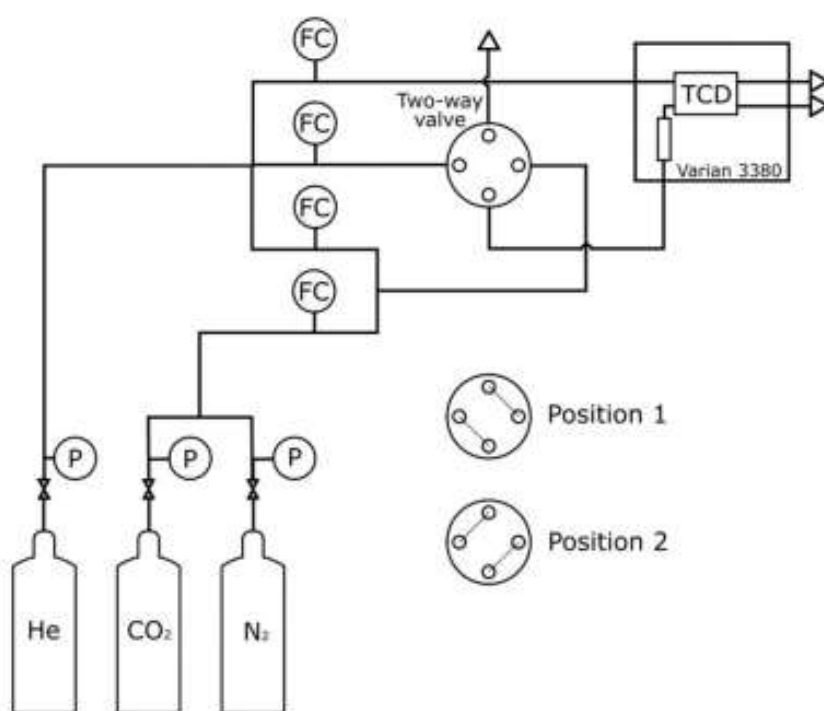 FC
Two-way
valve
TCD
FC
Varian 3380
FC
FC
Position 1
P
P
P
Position 2
He
CO₂
N₂